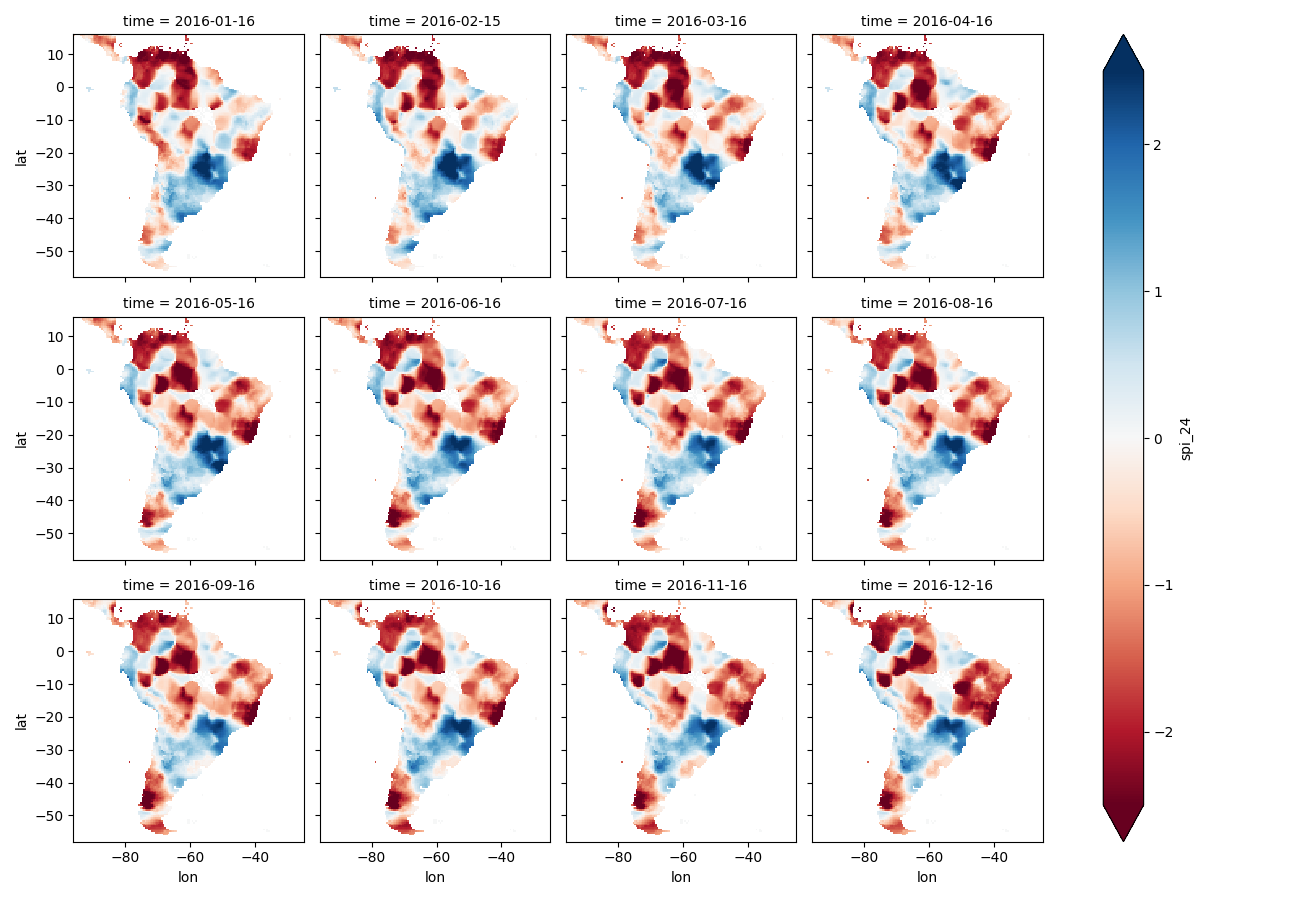 time = 2016-01-16
time = 2016-02-15
time = 2016-03-16
time = 2016-04-16
10
0
−10
−20
−30
−40
−50
lat
time = 2016-05-16
time = 2016-06-16
time = 2016-07-16
time = 2016-08-16
10
0
−10
−20
−30
−40
−50
lat
time = 2016-09-16
time = 2016-10-16
time = 2016-11-16
time = 2016-12-16
10
0
−10
−20
−30
−40
−50
lat
−80
−60
−40
lon
−80
−60
−40
lon
−80
−60
−40
lon
−80
−60
−40
lon
2
1
0
−1
−2
spi_24